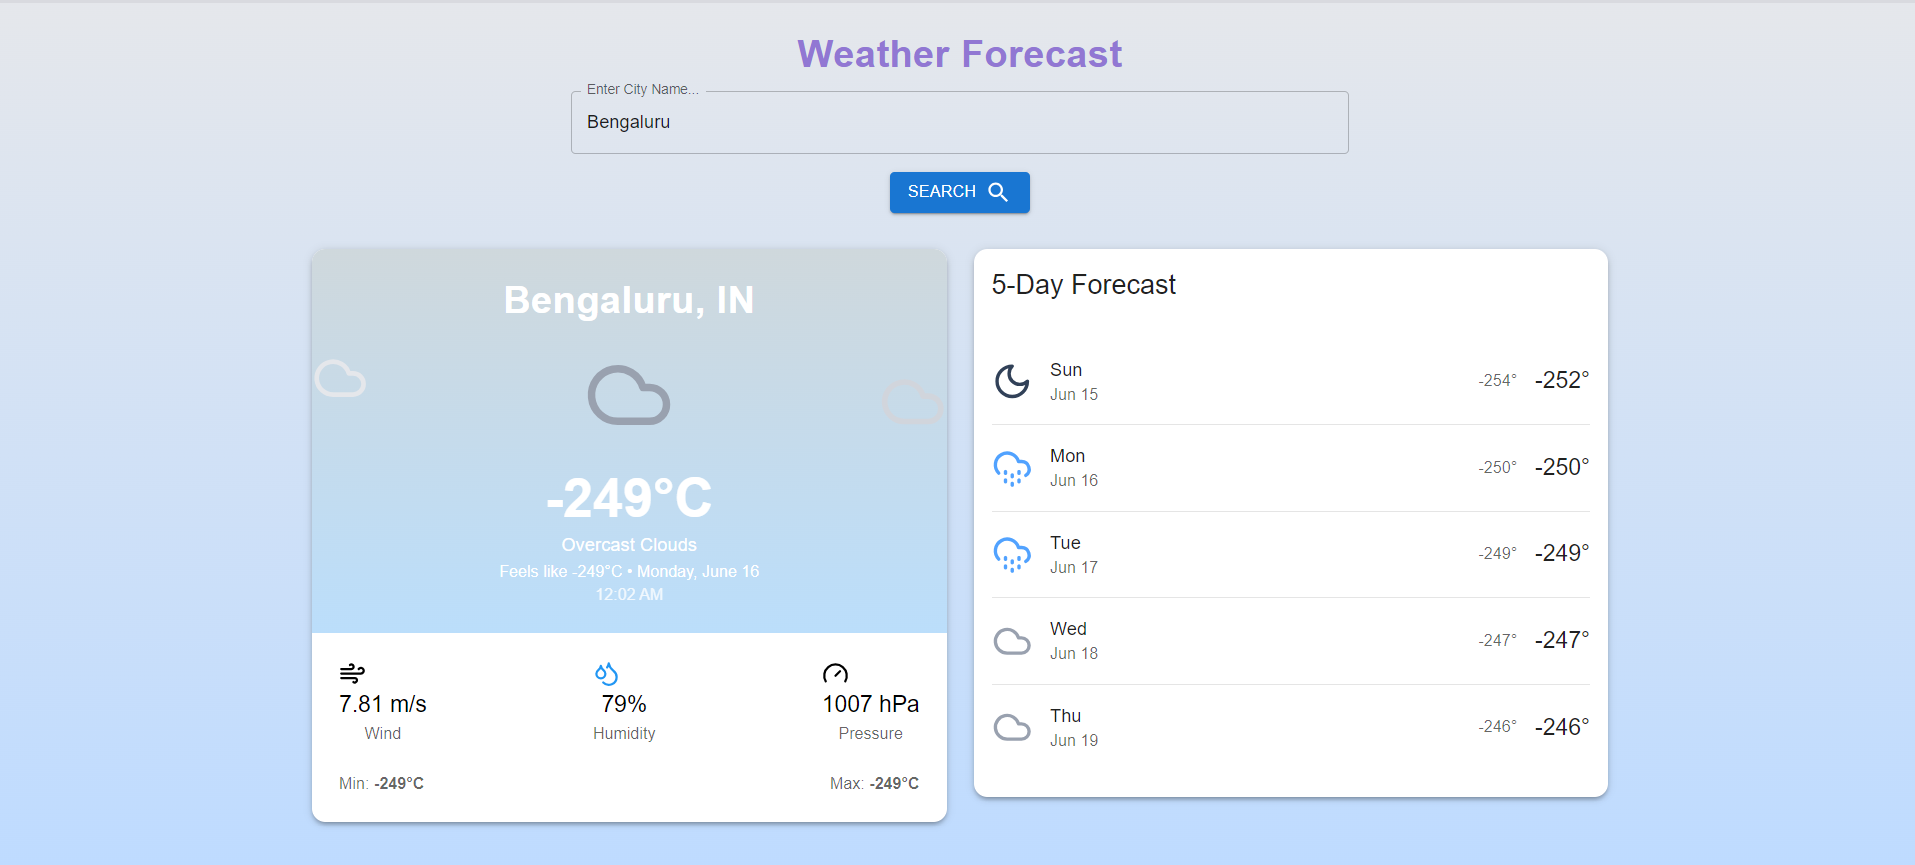 Weather Forecast
Enter City Name...
Bengaluru
SEARCH
Bengaluru, IN
-249°C
Overcast Clouds
Feels like -249°C • Monday, June 16
12:02 AM
7.81 m/s
Wind
79%
Humidity
1007 hPa
Pressure
Min: -249°C
Max: -249°C
5-Day Forecast
Sun
Jun 15
-254° -252°
Mon
Jun 16
-250° -250°
Tue
Jun 17
-249° -249°
Wed
Jun 18
-247° -247°
Thu
Jun 19
-246° -246°